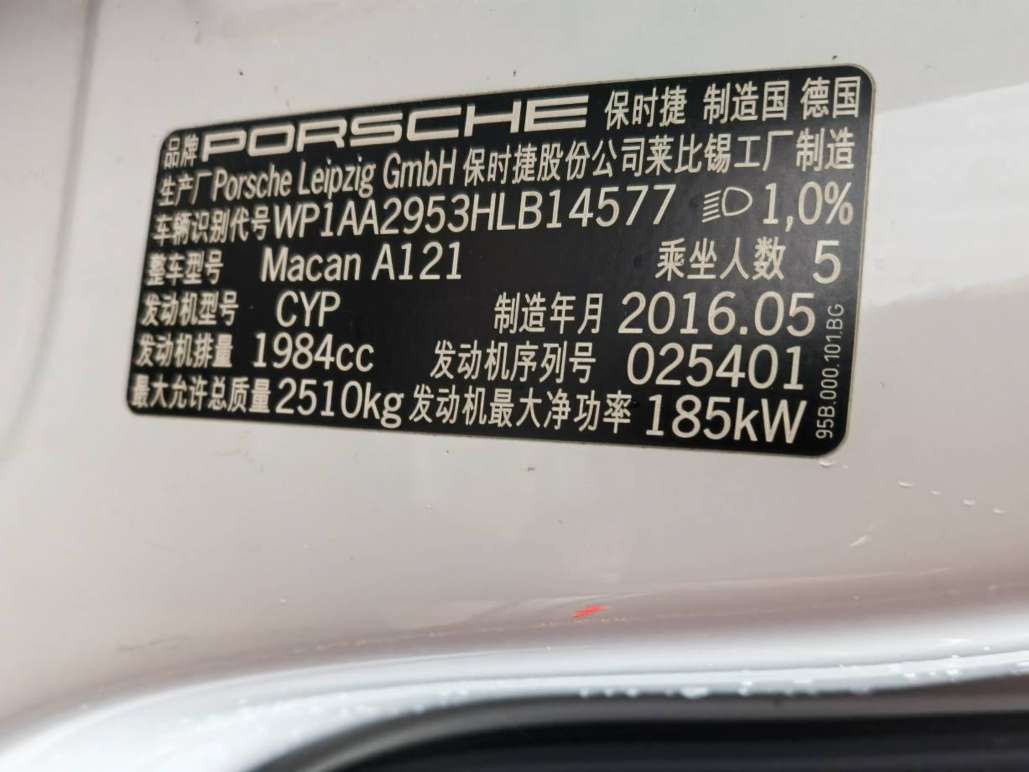 品牌 PORSCHE 保时捷 制造国 德国
生产厂 Porsche Leipzig GmbH 保时捷股份公司莱比锡工厂制造
车辆识别代号 WP1AA2953HLB14577 1,0%
整车型号 Macan A121 乘坐人数 5
发动机型号 CYP 制造年月 2016.05
发动机排量 1984cc 发动机序列号 025401
最大允许总质量 2510kg 发动机最大净功率 185kW
95B.000.101.BG